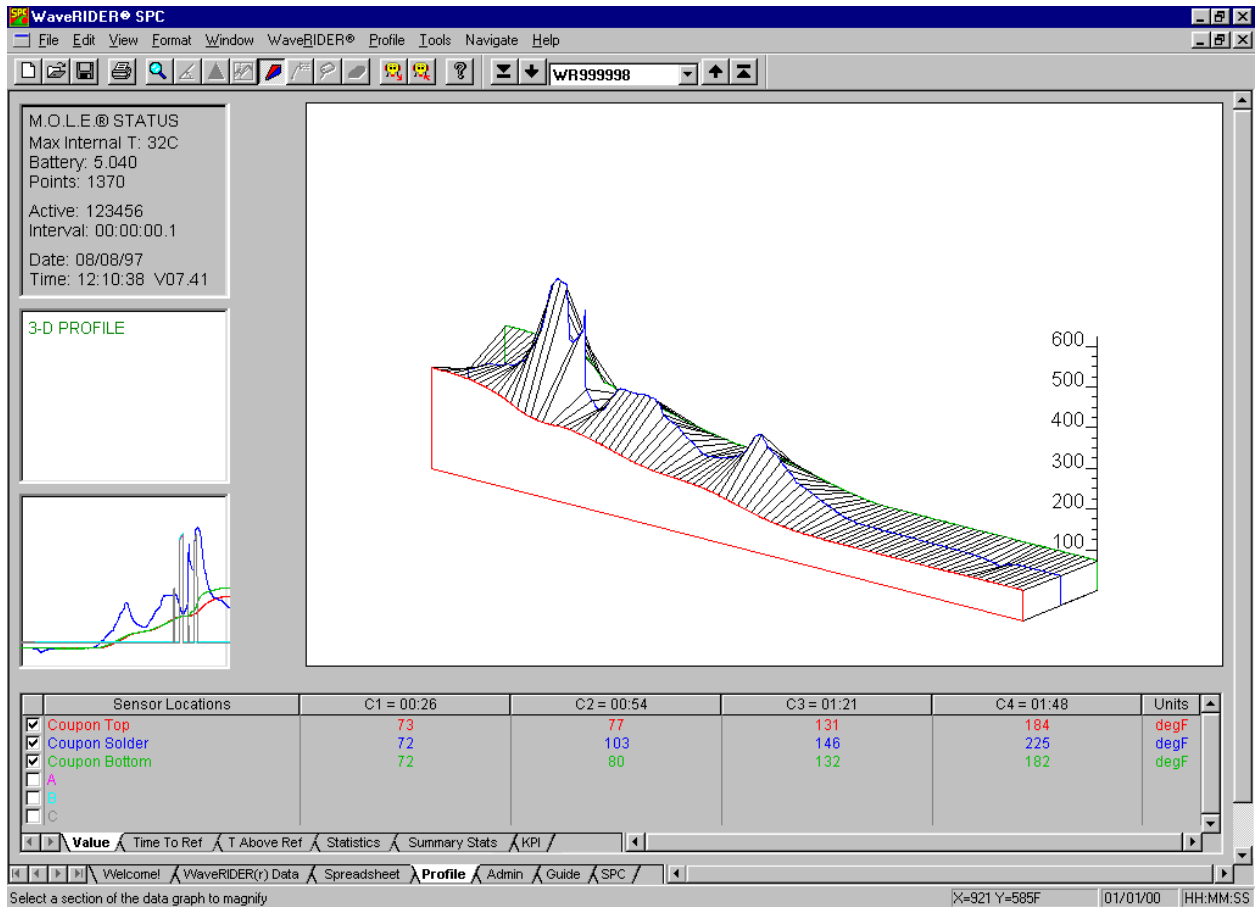 WaveRIDER® SPC
File Edit View Format Window WaveRIDER® Profile Tools Navigate Help
WR999998
M.O.L.E.® STATUS
Max Internal T: 32C
Battery: 5.040
Points: 1370
Active: 123456
Interval: 00:00:00.1
Date: 08/08/97
Time: 12:10:38 V07.41
3-D PROFILE
600
500
400
300
200
100
Sensor Locations C1 = 00:26 C2 = 00:54 C3 = 01:21 C4 = 01:48 Units
Coupon Top 73 77 131 184 degF
Coupon Solder 72 103 146 225 degF
Coupon Bottom 72 80 132 182 degF
A
B
C
Value Time To Ref T Above Ref Statistics Summary Stats KPI
Welcome! WaveRIDER(r) Data Spreadsheet Profile Admin Guide SPC
Select a section of the data graph to magnify X=921 Y=585F 01/01/00 HH:MM:SS